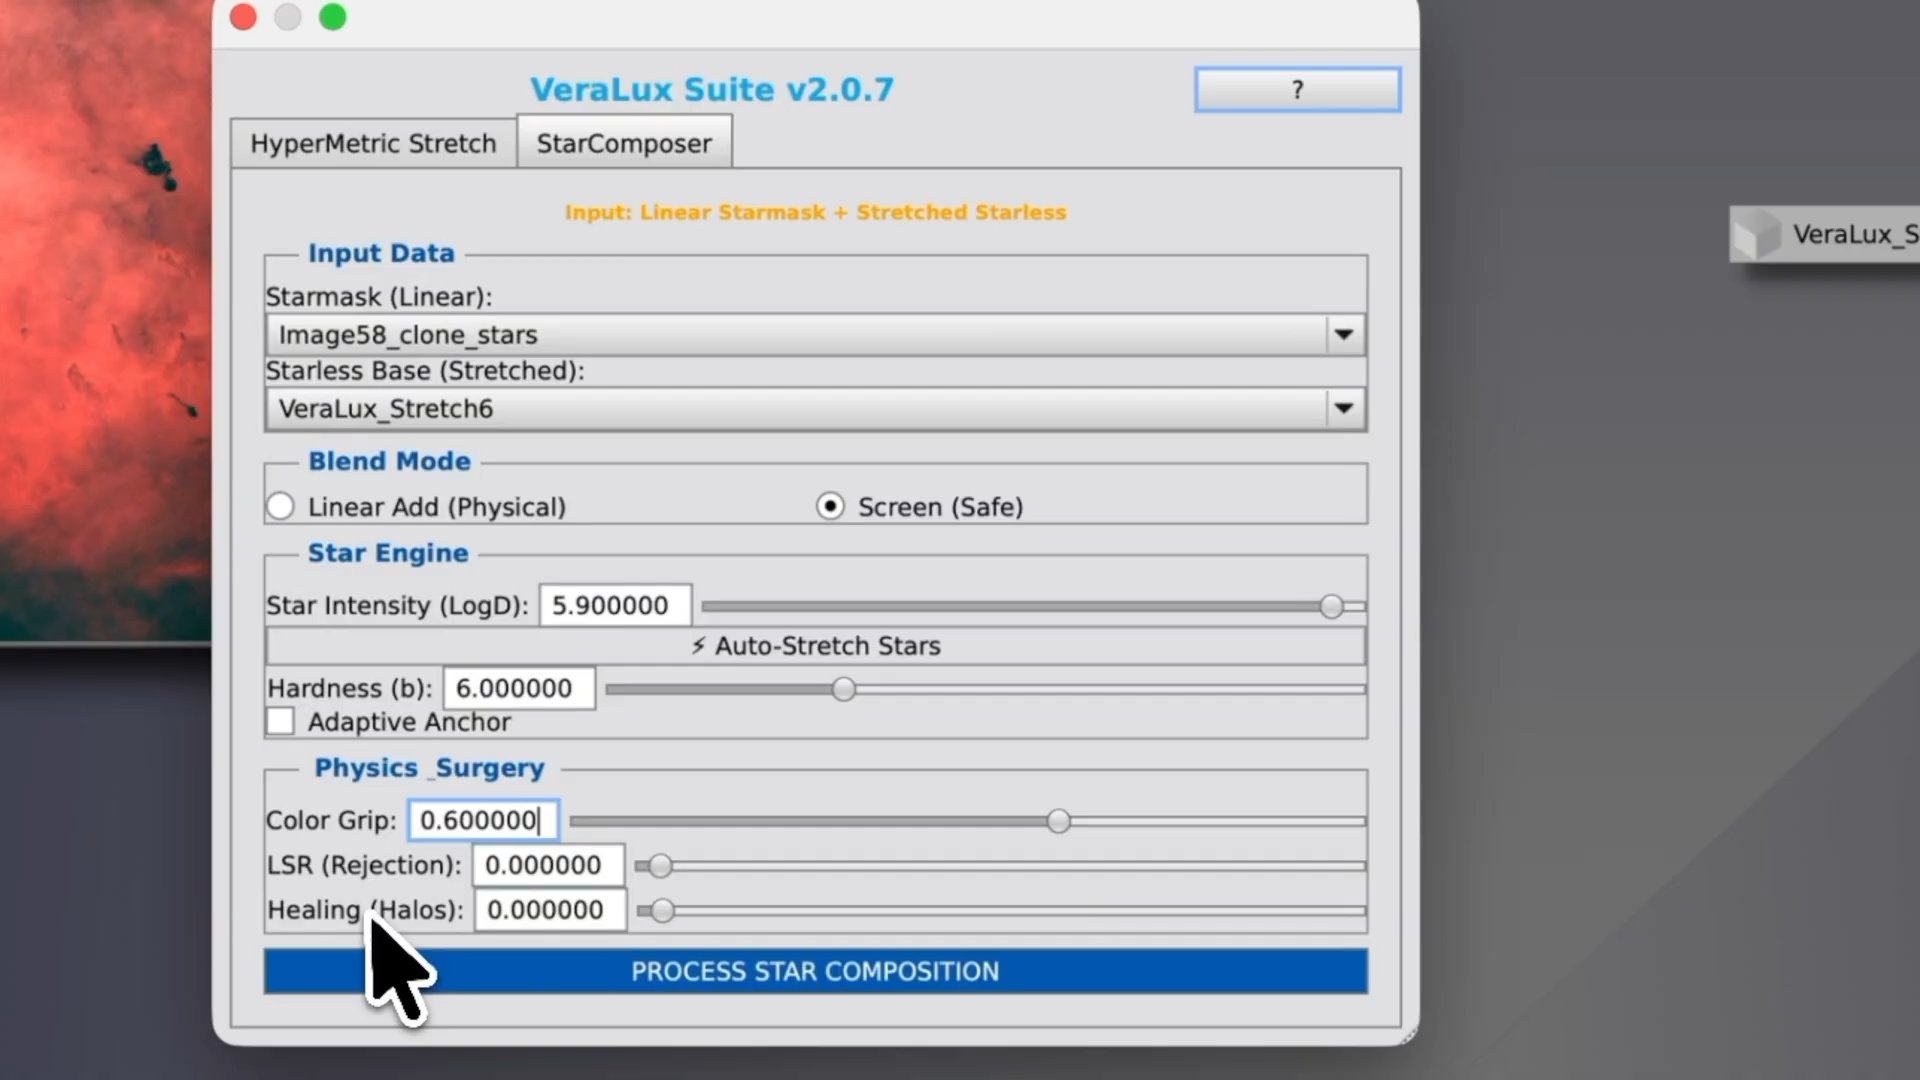 VeraLux Suite v2.0.7
?
HyperMetric Stretch
StarComposer
Input: Linear Starmask + Stretched Starless
Input Data
Starmask (Linear):
Image58_clone_stars
Starless Base (Stretched):
VeraLux_Stretch6
Blend Mode
Linear Add (Physical)
Screen (Safe)
Star Engine
Star Intensity (LogD): 5.900000
⚡ Auto-Stretch Stars
Hardness (b): 6.000000
Adaptive Anchor
Physics _Surgery
Color Grip: 0.600000
LSR (Rejection): 0.000000
Healing (Halos): 0.000000
PROCESS STAR COMPOSITION
VeraLux_S